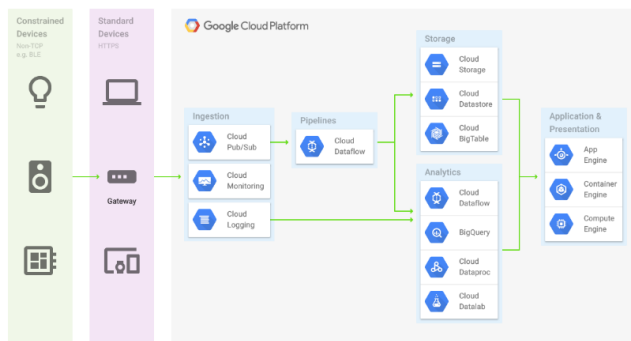 Constrained
Devices
Non-TCP
e.g. BLE
Standard
Devices
HTTPS
Gateway
Google Cloud Platform
Ingestion
Cloud
Pub/Sub
Cloud
Monitoring
Cloud
Logging
Pipelines
Cloud
Dataflow
Storage
Cloud
Storage
Cloud
Datastore
Cloud
BigTable
Analytics
Cloud
Dataflow
BigQuery
Cloud
Dataproc
Cloud
Datalab
Application &
Presentation
App
Engine
Container
Engine
Compute
Engine